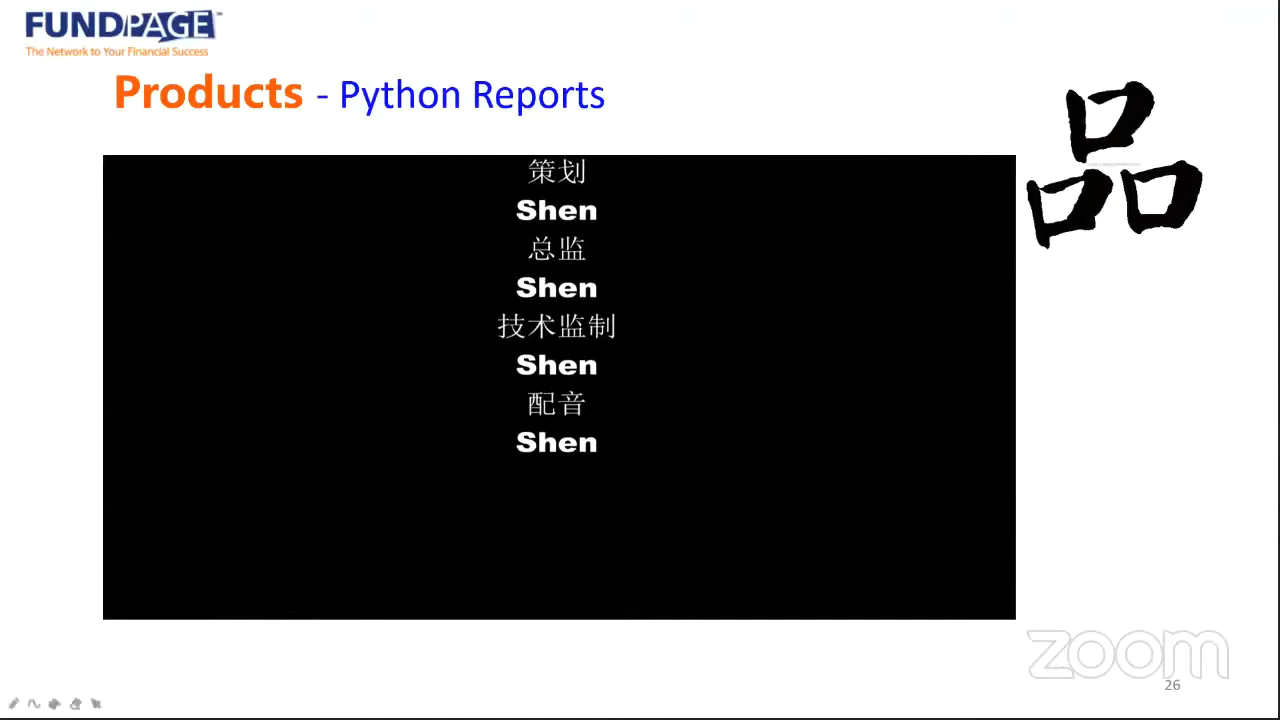 FUNDPAGE™
The Network to Your Financial Success
Products - Python Reports
品
策划
Shen
总监
Shen
技术监制
Shen
配音
Shen
zoom
26